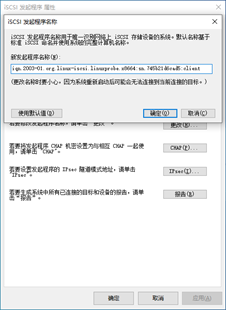 iSCSI 发起程序 属性
iSCSI 发起程序名称
iSCSI 发起程序名称用于唯一识别网络上 iSCSI 存储设备的系统。默认名称基于标准 iSCSI 命名并使用系统的完整计算机名称。
新发起程序名称(N):
iqn.2003-01.org.linux-iscsi.linuxprobe.x8664:sn.745b21d6cad5:client
(更改名称时要小心，因为系统重新启动后可能会无法连接到当前连接的目标。)
使用默认值(D)
确定(O)
取消(C)
更改(H)...
若要将发起程序 CHAP 机密设置为与相互 CHAP 一起使用，请单击“CHAP”。
CHAP(P)...
若要设置发起程序的 IPsec 隧道模式地址，请单击“IPsec”。
IPsec(I)...
若要生成系统中所有已连接的目标和设备的报告，请单击“报告”。
报告(R)...
确定
取消
应用(A)